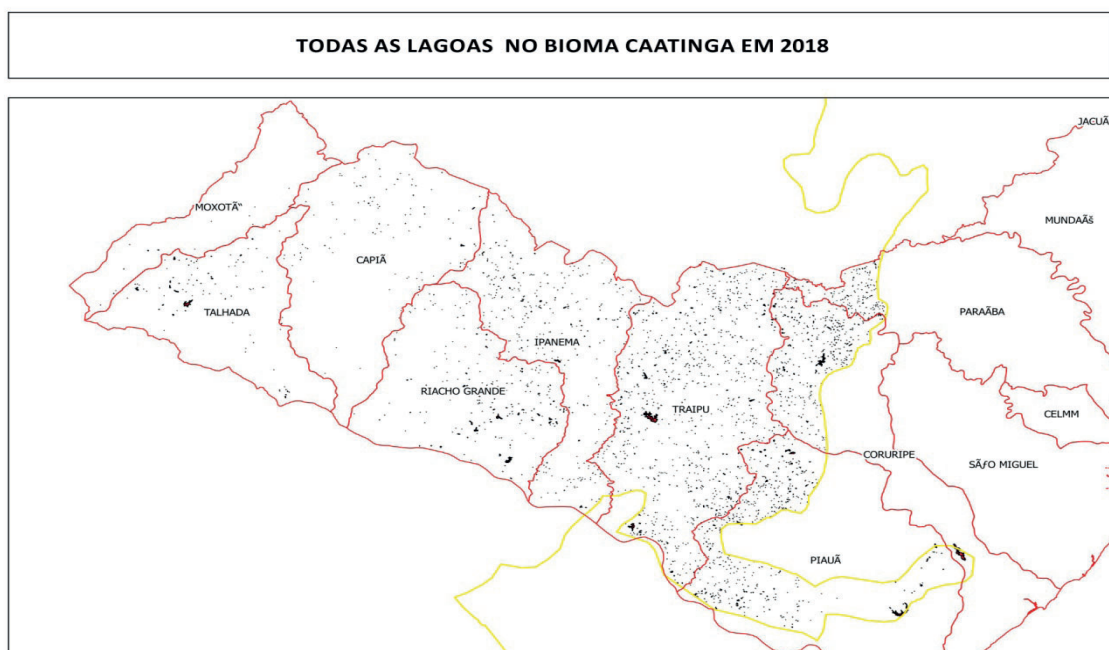 TODAS AS LAGOAS NO BIOMA CAATINGA EM 2018
JACUÃ
MOXOTÃ“
MUNDAÃš
CAPIÃ
TALHADA
PARAÃBA
IPANEMA
RIACHO GRANDE
TRAIPU
CELMM
CORURIPE
SÃƒO MIGUEL
PIAUÃ